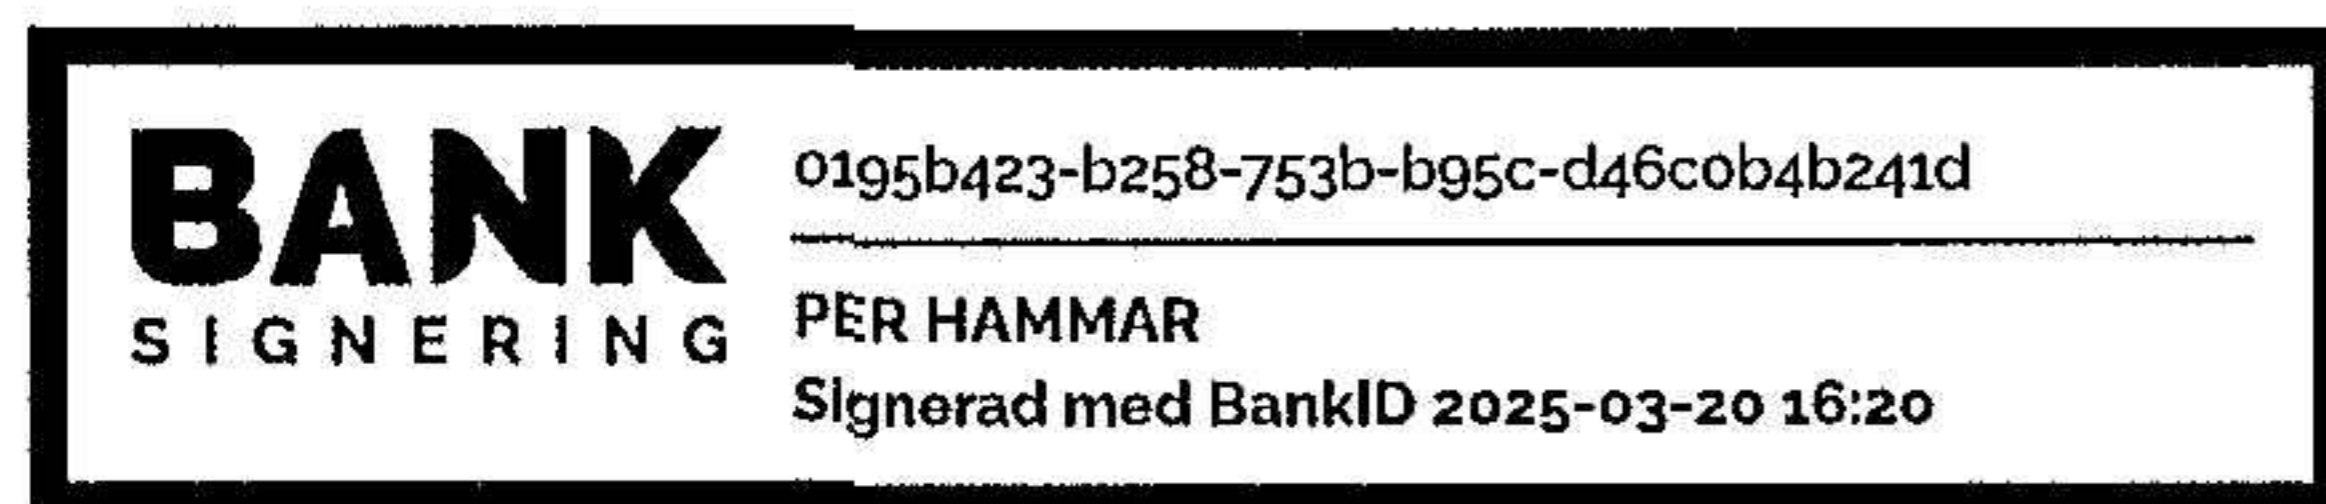 BANK
SIGNERING
0195b423-b258-753b-b95c-d46c0b4b241d
PER HAMMAR
Signerad med BankID 2025-03-20 16:20